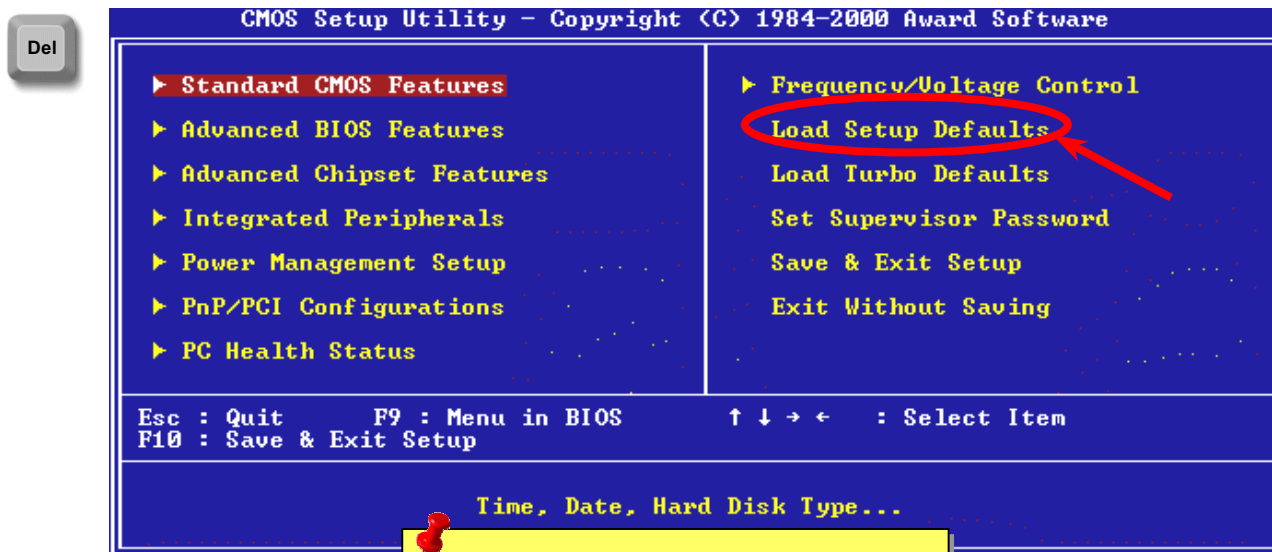 Del
CMOS Setup Utility - Copyright (C) 1984-2000 Award Software
► Standard CMOS Features
► Advanced BIOS Features
► Advanced Chipset Features
► Integrated Peripherals
► Power Management Setup
► PnP/PCI Configurations
► PC Health Status
► Frequency/Voltage Control
Load Setup Defaults
Load Turbo Defaults
Set Supervisor Password
Save & Exit Setup
Exit Without Saving
Esc : Quit F9 : Menu in BIOS ↑ ↓ → ← : Select Item
F10 : Save & Exit Setup
Time, Date, Hard Disk Type...